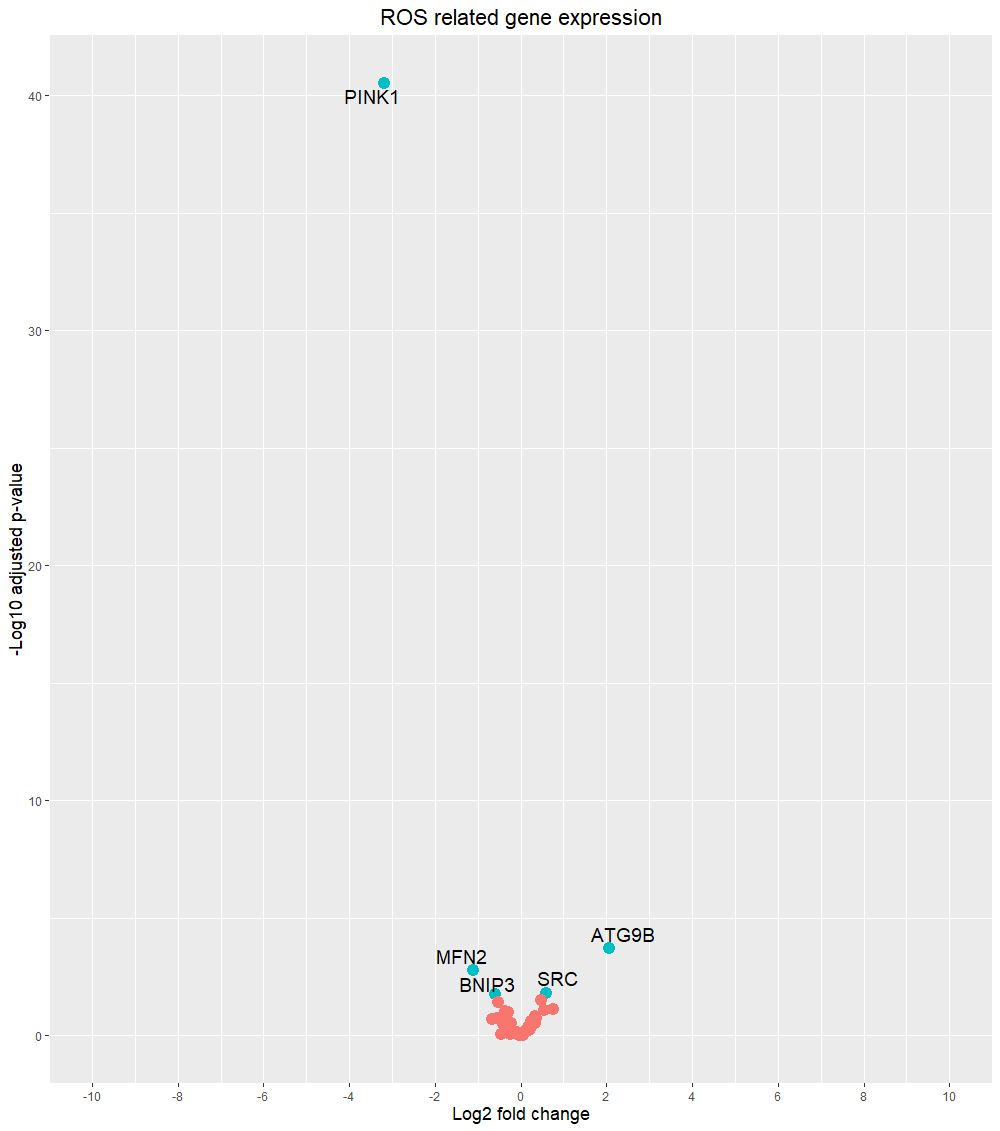 ROS related gene expression
40
PINK1
30
-Log10 adjusted p-value
20
10
ATG9B
MFN2
SRC
BNIP3
0
-10 -8 -6 -4 -2 0 2 4 6 8 10
Log2 fold change